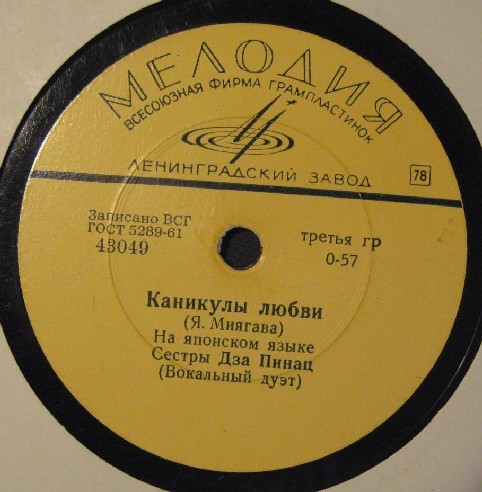 МЕЛОДИЯ
ВСЕСОЮЗНАЯ ФИРМА ГРАМПЛАСТИНОК
ЛЕНИНГРАДСКИЙ ЗАВОД
78
Записано ВСГ
ГОСТ 5289-61
43049
третья гр
0-57
Каникулы любви
(Я. Миягава)
На японском языке
Сестры Дза Пинац
(Вокальный дуэт)